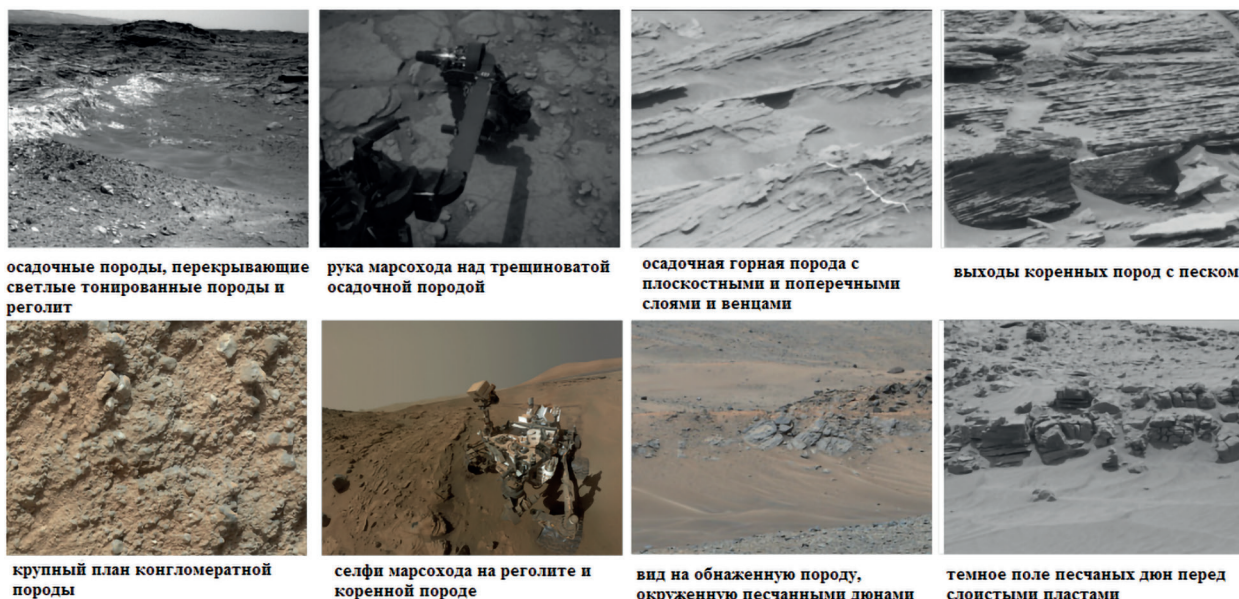 осадочные породы, перекрывающие
светлые тонированные породы и
реголит
рука марсохода над трещиноватой
осадочной породой
осадочная горная порода с
плоскостными и поперечными
слоями и венцами
выходы коренных пород с песком
крупный план конгломератной
породы
селфи марсохода на реголите и
коренной породе
вид на обнаженную породу,
окруженную песчанными дюнами
темное поле песчаных дюн перед
слоистыми пластами